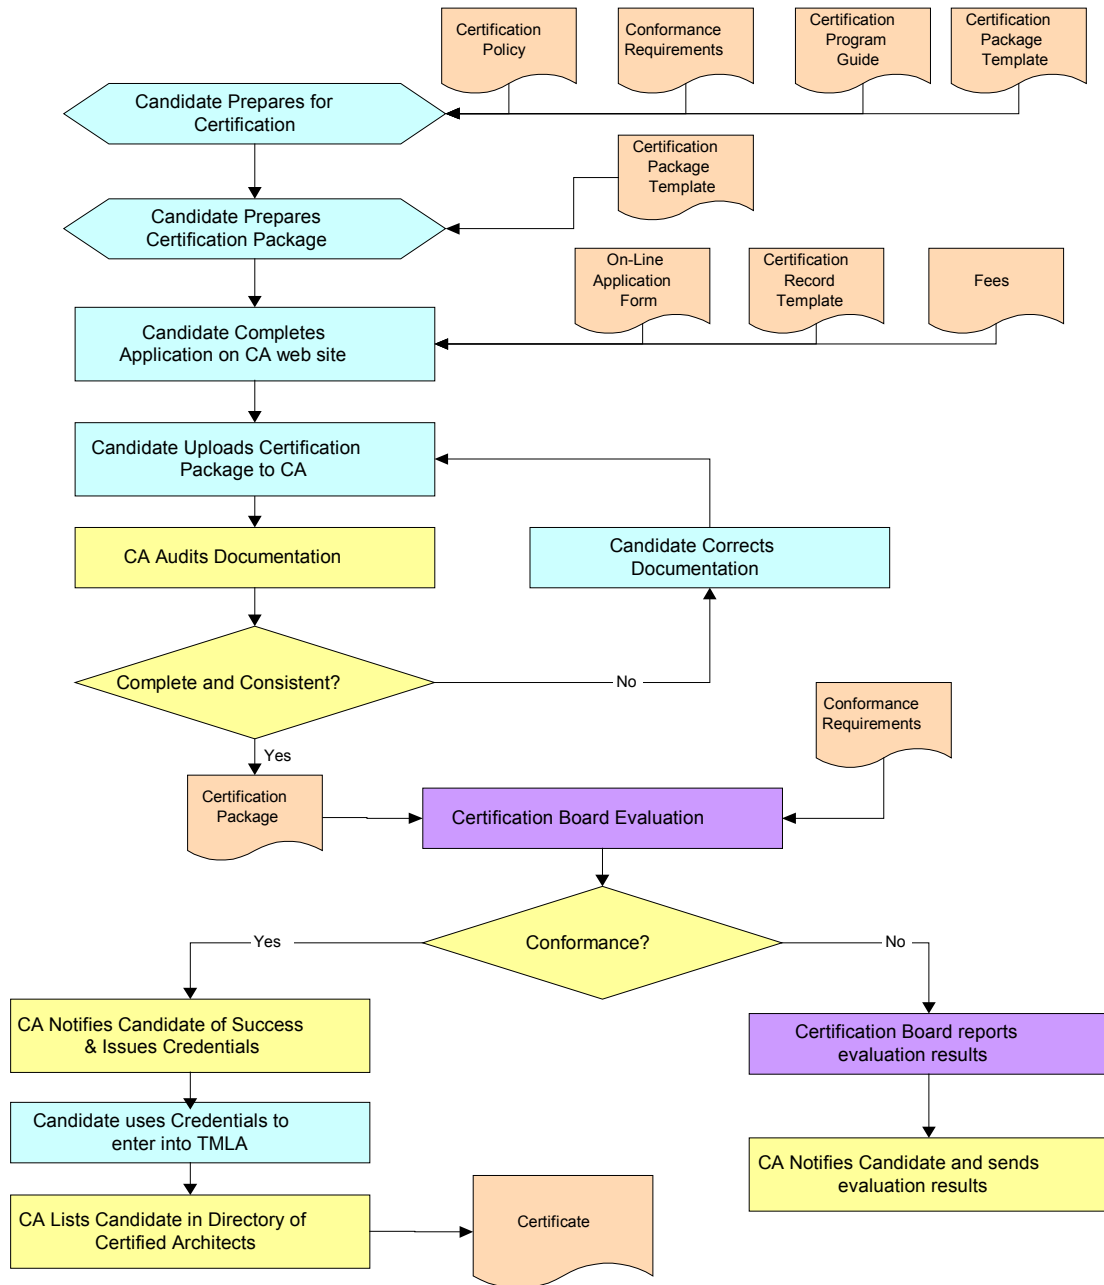 Certification
Policy
Conformance
Requirements
Certification
Program
Guide
Certification
Package
Template
Candidate Prepares for
Certification
Certification
Package
Template
Candidate Prepares
Certification Package
On-Line
Application
Form
Certification
Record
Template
Fees
Candidate Completes
Application on CA web site
Candidate Uploads Certification
Package to CA
CA Audits Documentation
Candidate Corrects
Documentation
Complete and Consistent?
No
Yes
Conformance
Requirements
Certification
Package
Certification Board Evaluation
Conformance?
Yes
No
CA Notifies Candidate of Success
& Issues Credentials
Certification Board reports
evaluation results
Candidate uses Credentials to
enter into TMLA
CA Notifies Candidate and sends
evaluation results
CA Lists Candidate in Directory of
Certified Architects
Certificate